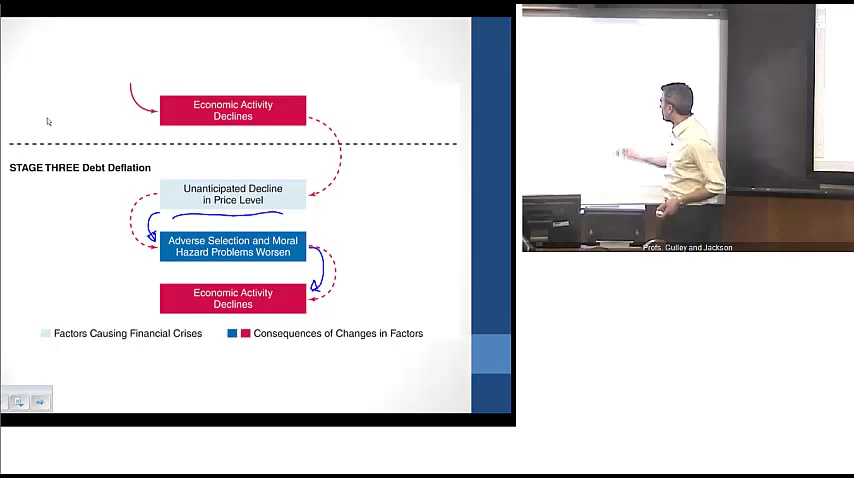 Economic Activity
Declines
STAGE THREE Debt Deflation
Unanticipated Decline
in Price Level
Adverse Selection and Moral
Hazard Problems Worsen
Economic Activity
Declines
Factors Causing Financial Crises
Consequences of Changes in Factors
Profs. Gulley and Jackson